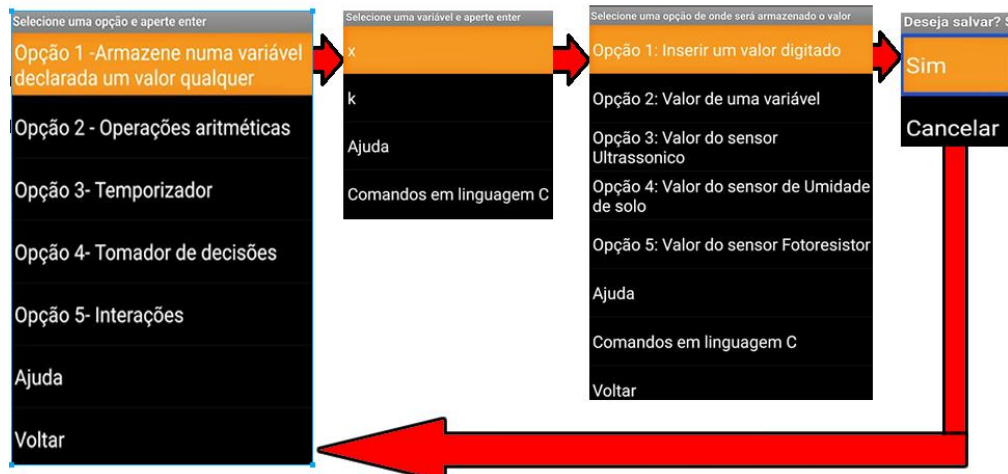 Selecione uma opção e aperte enter
Opção 1 -Armazene numa variável
declarada um valor qualquer
Opção 2 - Operações aritméticas
Opção 3- Temporizador
Opção 4- Tomador de decisões
Opção 5- Interações
Ajuda
Voltar
Selecione uma variável e aperte enter
x
k
Ajuda
Comandos em linguagem C
Selecione uma opção de onde será armazenado o valor
Opção 1: Inserir um valor digitado
Opção 2: Valor de uma variável
Opção 3: Valor do sensor
Ultrassonico
Opção 4: Valor do sensor de Umidade
de solo
Opção 5: Valor do sensor Fotoresistor
Ajuda
Comandos em linguagem C
Voltar
Deseja salvar?
Sim
Cancelar